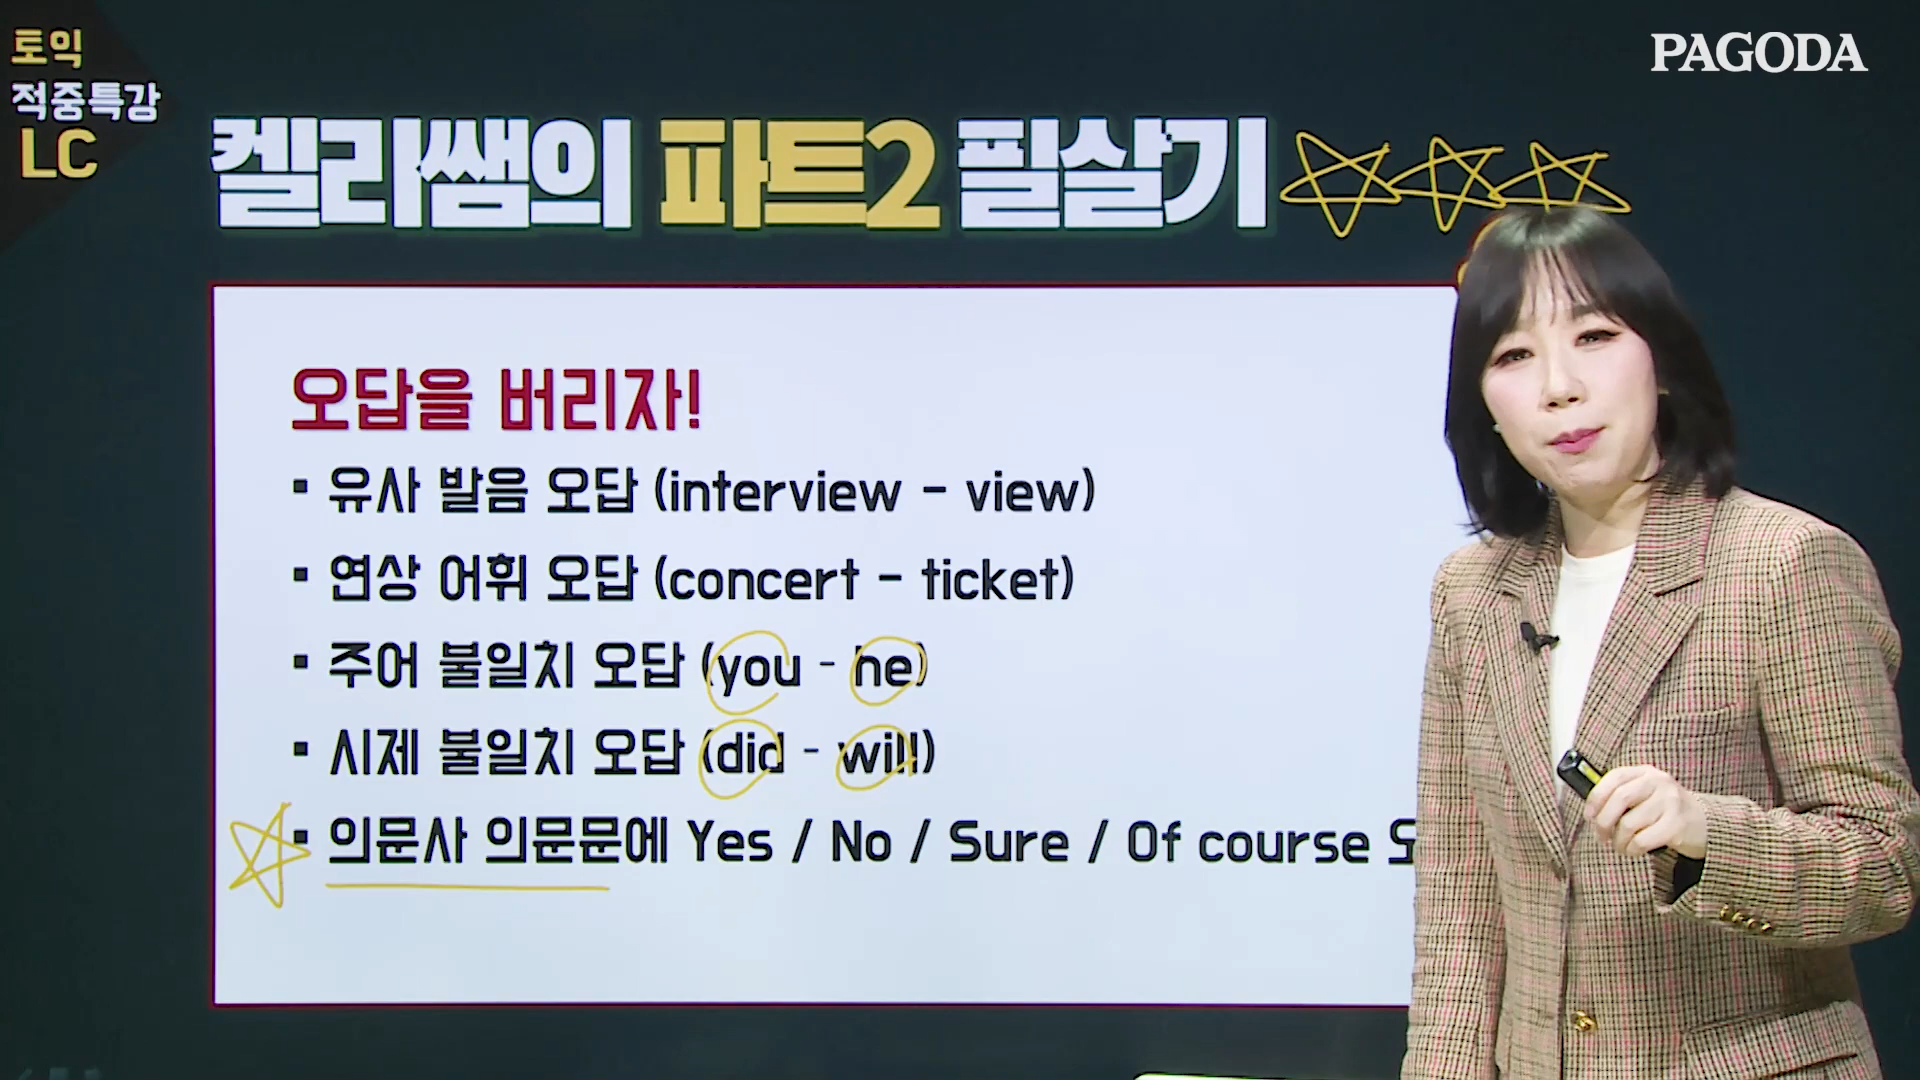 토익
적중특강
LC
PAGODA
켈리쌤의 파트2 필살기
오답을 버리자!
▪ 유사 발음 오답 (interview - view)
▪ 연상 어휘 오답 (concert - ticket)
▪ 주어 불일치 오답 (you - he)
▪ 시제 불일치 오답 (did - will)
▪ 의문사 의문문에 Yes / No / Sure / Of course